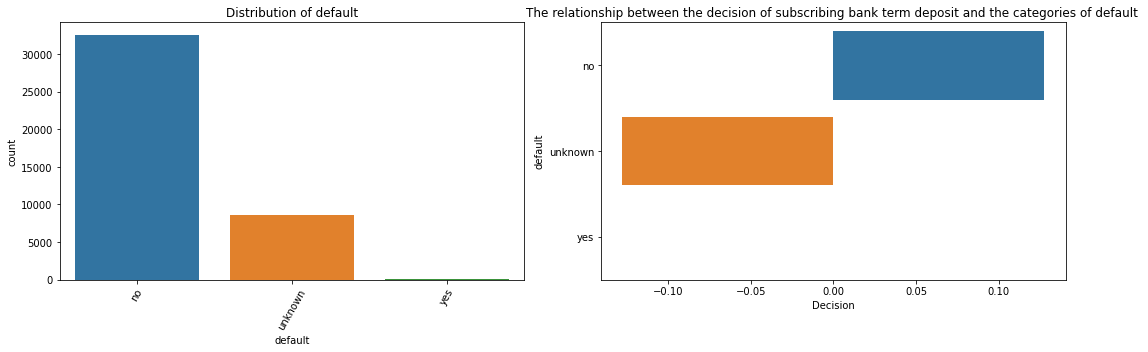 Distribution of default
30000
25000
20000
15000
10000
5000
0
count
no
unknown
yes
default
The relationship between the decision of subscribing bank term deposit and the categories of default
no
unknown
yes
default
−0.10
−0.05
0.00
0.05
0.10
Decision